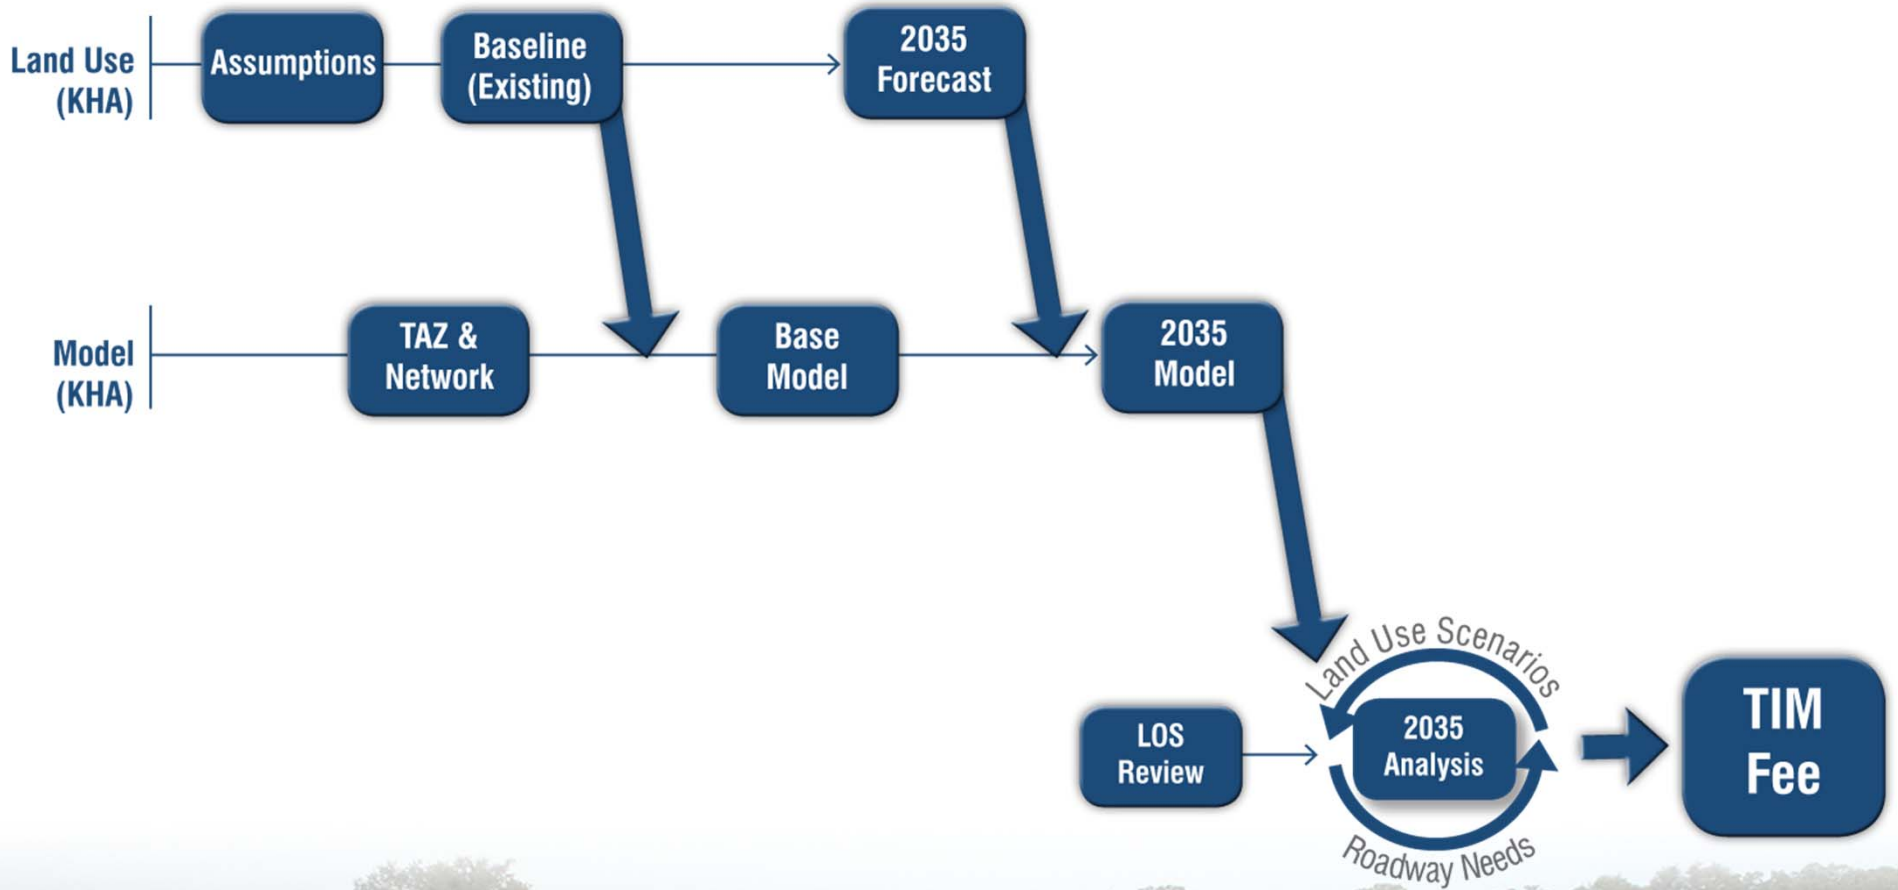 Land Use
(KHA)
Assumptions
Baseline
(Existing)
2035
Forecast
Model
(KHA)
TAZ &
Network
Base
Model
2035
Model
LOS
Review
Land Use Scenarios
2035
Analysis
Roadway Needs
TIM
Fee